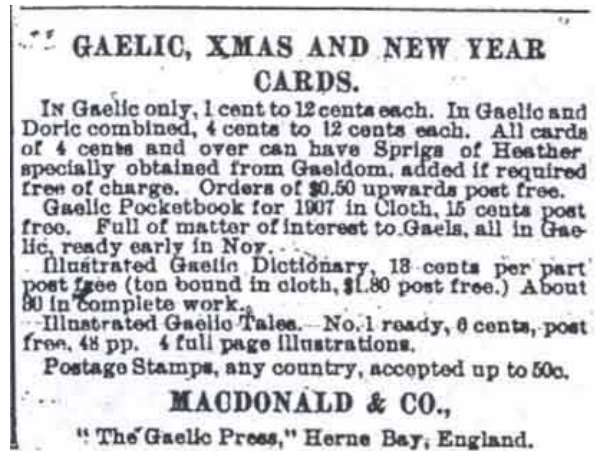 GAELIC, XMAS AND NEW YEAR
CARDS.
IN Gaelic only, 1 cent to 12 cents each. In Gaelic and
Doric combined, 4 cents to 12 cents each. All cards
of 4 cents and over can have Sprigs of Heather
specially obtained from Gaeldom, added if required
free of charge. Orders of $0.50 upwards post free.
Gaelic Pocketbook for 1907 in Cloth, 15 cents post
free. Full of matter of interest to Gaels, all in Gae-
lic, ready early in Nov.
Illustrated Gaelic Dictionary, 13 cents per part
post free (ten bound in cloth, $1.80 post free.) About
30 in complete work.
Illustrated Gaelic Tales. No. 1 ready, 6 cents, post
free, 48 pp. 4 full page illustrations.
Postage Stamps, any country, accepted up to 50c.
MACDONALD & CO.,
"The Gaelic Press," Herne Bay, England.